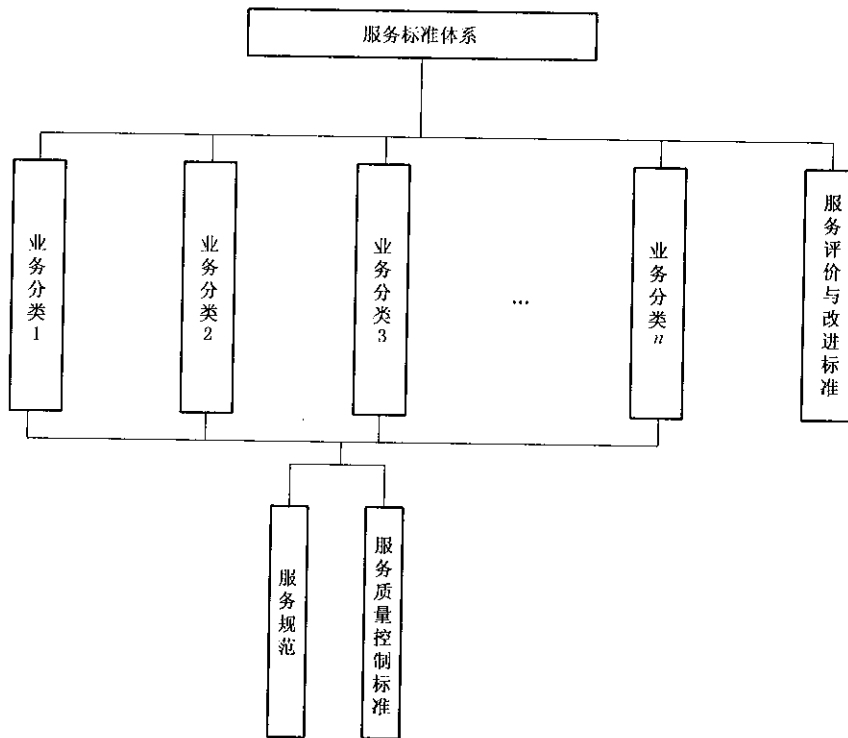 服务标准体系
业务分类1
业务分类2
业务分类3
…
业务分类n
服务评价与改进标准
服务规范
服务质量控制标准